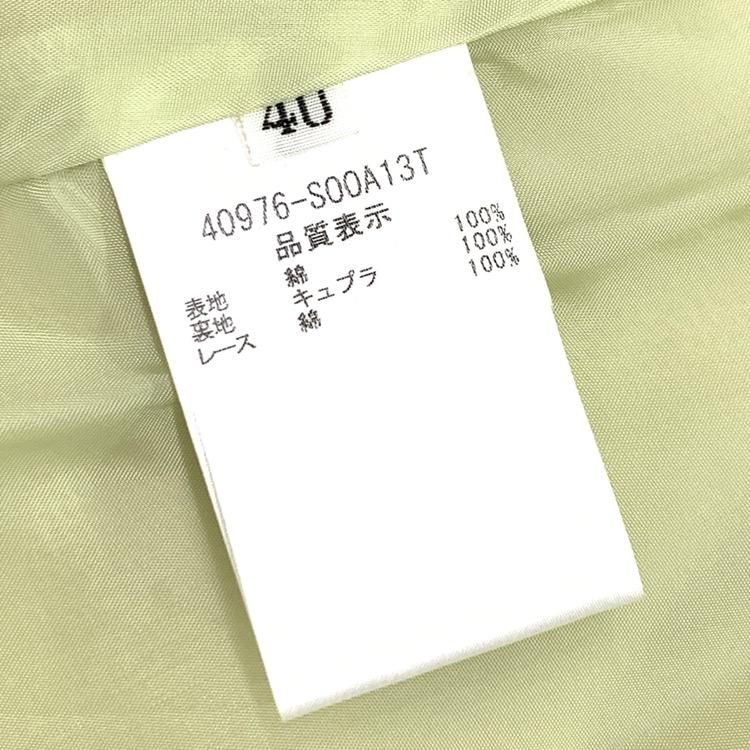 40
40976-S00A13T
品質表示
表地 綿 100%
裏地 キュプラ 100%
レース 綿 100%